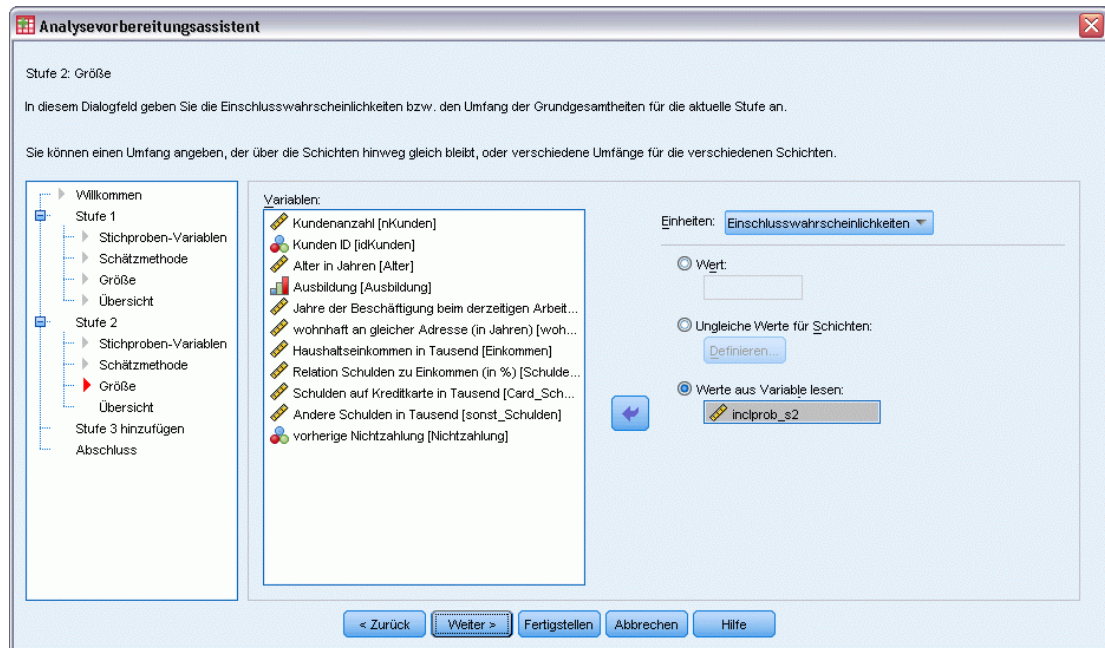 Analysevorbereitungsassistent
Stufe 2: Größe
In diesem Dialogfeld geben Sie die Einschlusswahrscheinlichkeiten bzw. den Umfang der Grundgesamtheiten für die aktuelle Stufe an.
Sie können einen Umfang angeben, der über die Schichten hinweg gleich bleibt, oder verschiedene Umfänge für die verschiedenen Schichten.
Willkommen
Stufe 1
Stichproben-Variablen
Schätzmethode
Größe
Übersicht
Stufe 2
Stichproben-Variablen
Schätzmethode
Größe
Übersicht
Stufe 3 hinzufügen
Abschluss
Variablen:
Kundenanzahl [nKunden]
Kunden ID [idKunden]
Alter in Jahren [Alter]
Ausbildung [Ausbildung]
Jahre der Beschäftigung beim derzeitigen Arbeit...
wohnhaft an gleicher Adresse (in Jahren) [woh...
Haushaltseinkommen in Tausend [Einkommen]
Relation Schulden zu Einkommen (in %) [Schulde...
Schulden auf Kreditkarte in Tausend [Card_Sch...
Andere Schulden in Tausend [sonst_Schulden]
vorherige Nichtzahlung [Nichtzahlung]
Einheiten: Einschlusswahrscheinlichkeiten
Wert:
Ungleiche Werte für Schichten:
Definieren...
Werte aus Variable lesen:
inclprob_s2
< Zurück Weiter > Fertigstellen Abbrechen Hilfe